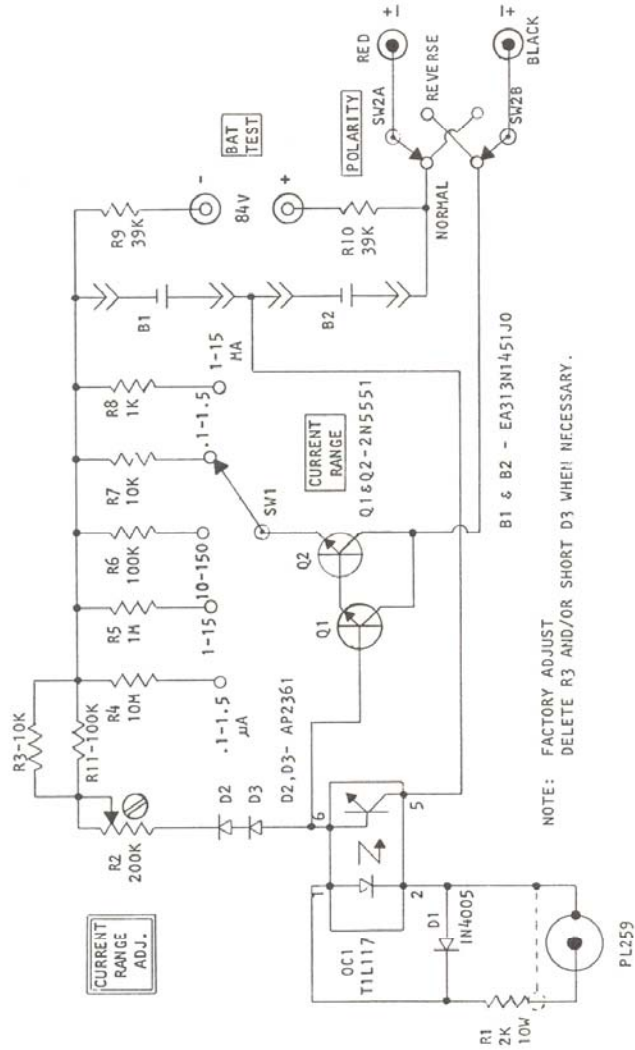 CURRENT
RANGE
ADJ.
R3-10K
R11-100K
R2
200K
R4
10M
R5
1M
R6
100K
R7
10K
R8
1K
R9
39K
B1
B2
BAT
TEST
-
84V
+
R10
39K
.1-1.5
µA
1-15
10-150
.1-1.5
1-15
MA
SW1
CURRENT
RANGE
Q1&Q2-2N5551
Q1
Q2
D2
D3
D2,D3- AP2361
POLARITY
NORMAL
REVERSE
SW2A
SW2B
RED
+
-
BLACK
-
+
OC1
T1L117
1
2
6
5
D1
IN4005
R1
2K
10W
PL259
B1 & B2 - EA313N1451J0
NOTE: FACTORY ADJUST
DELETE R3 AND/OR SHORT D3 WHEN NECESSARY.